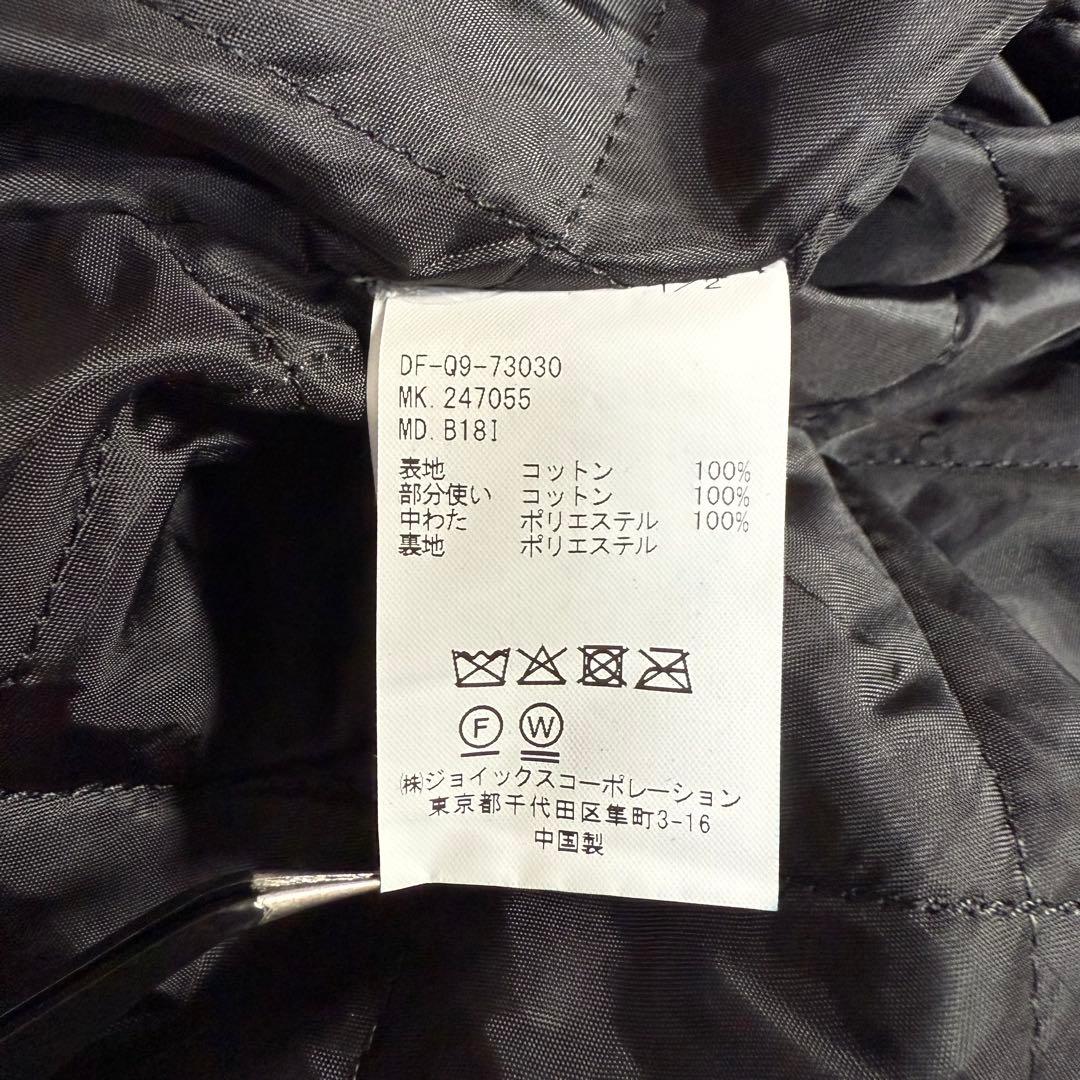 1/2
DF-Q9-73030
MK. 247055
MD. B18I
表地 コットン 100%
部分使い コットン 100%
中わた ポリエステル 100%
裏地 ポリエステル
F W
㈱ジョイックスコーポレーション
東京都千代田区隼町3-16
中国製